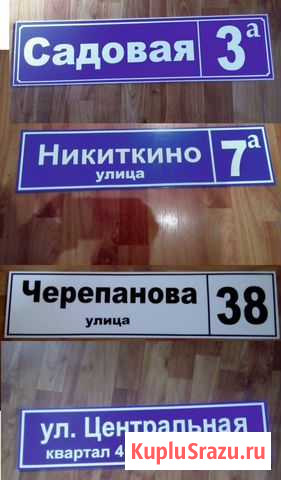 Садовая 3а
Никиткино 7а
улица
Черепанова 38
улица
ул. Центральная
квартал 4
KupluSrazu.ru